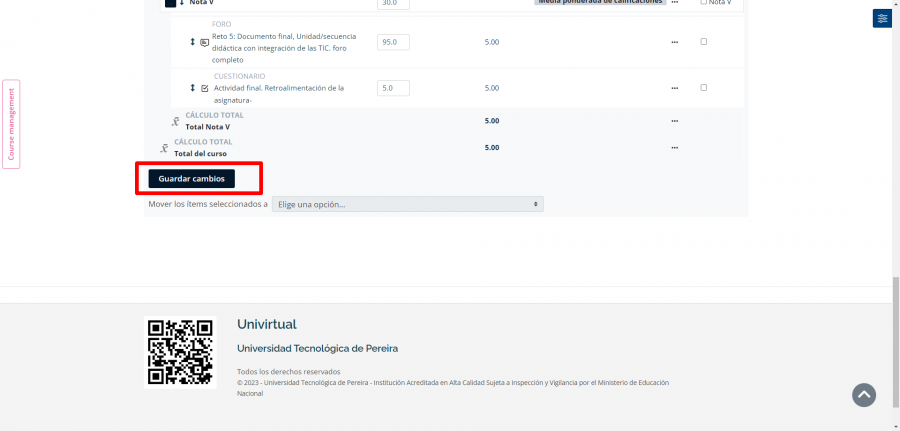 Nota V
30.0
Media ponderada de calificaciones
Nota V
FORO
Reto 5: Documento final, Unidad/secuencia
didáctica con integración de las TIC. foro
completo
95.0
5.00
CUESTIONARIO
Actividad final. Retroalimentación de la
asignatura-
5.0
5.00
CÁLCULO TOTAL
Total Nota V
5.00
CÁLCULO TOTAL
Total del curso
5.00
Guardar cambios
Mover los ítems seleccionados a
Elige una opción...
Course management
Univirtual
Universidad Tecnológica de Pereira
Todos los derechos reservados
© 2023 - Universidad Tecnológica de Pereira - Institución Acreditada en Alta Calidad Sujeta a Inspección y Vigilancia por el Ministerio de Educación
Nacional